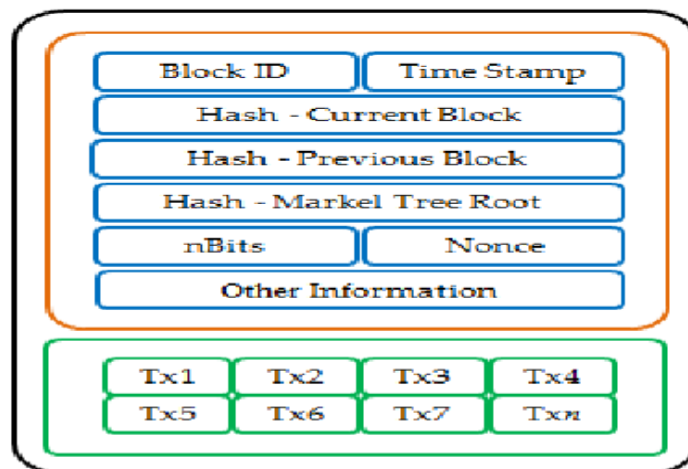 Block ID Time Stamp
Hash - Current Block
Hash - Previous Block
Hash - Markel Tree Root
nBits Nonce
Other Information
Tx1 Tx2 Tx3 Tx4
Tx5 Tx6 Tx7 Txn